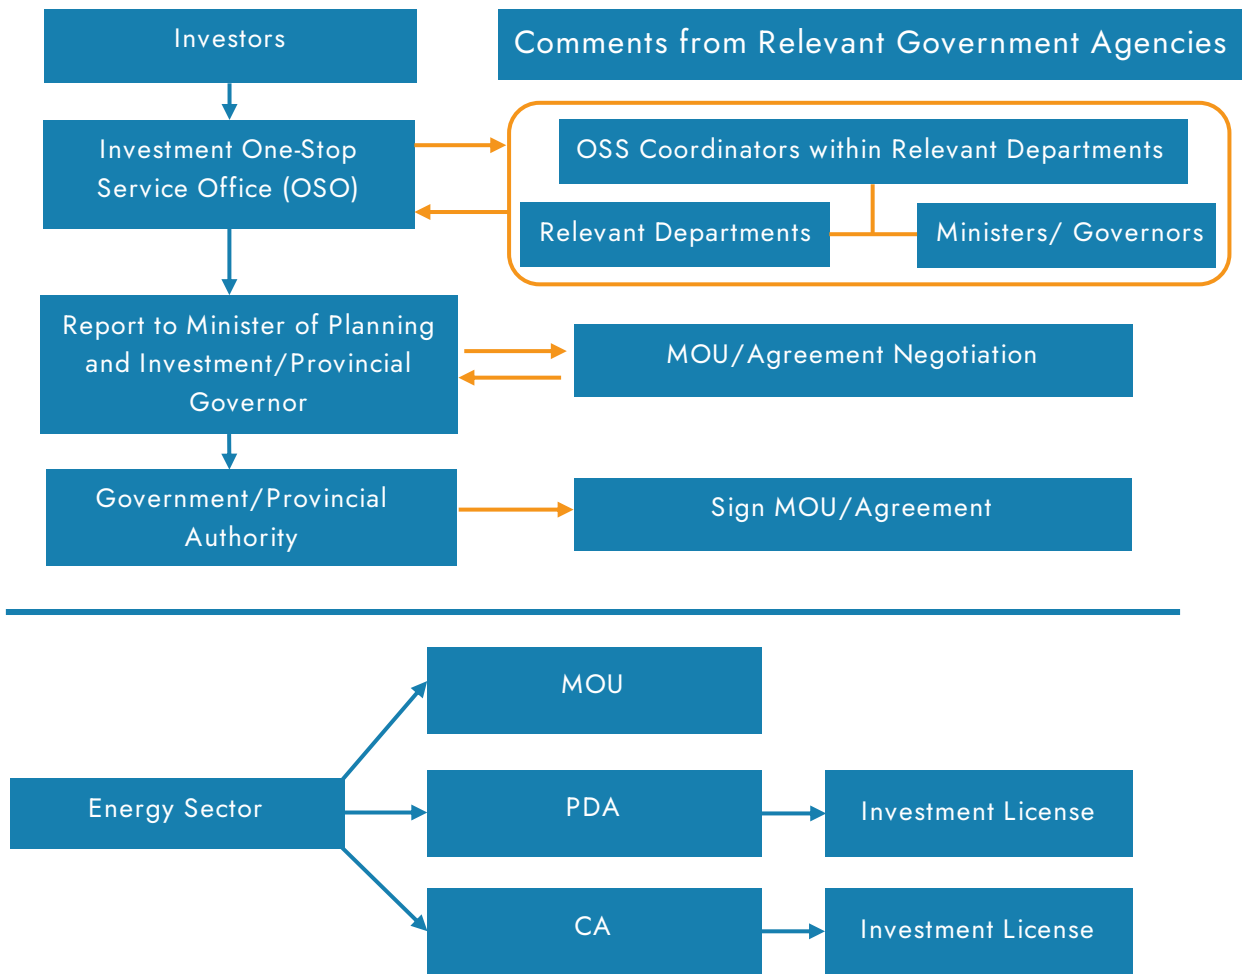 Investors
Comments from Relevant Government Agencies
Investment One-Stop
Service Office (OSO)
OSS Coordinators within Relevant Departments
Relevant Departments
Ministers/ Governors
Report to Minister of Planning
and Investment/Provincial
Governor
MOU/Agreement Negotiation
Government/Provincial
Authority
Sign MOU/Agreement
MOU
Energy Sector
PDA
Investment License
CA
Investment License